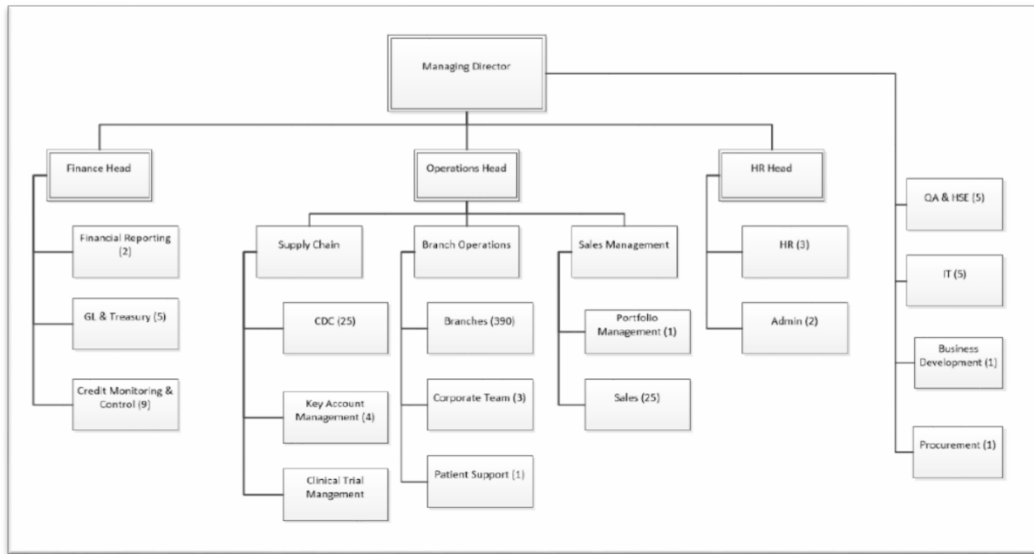 Managing Director
Finance Head
Operations Head
HR Head
QA & HSE (5)
Financial Reporting
(2)
Supply Chain
Branch Operations
Sales Management
HR (3)
IT (5)
GL & Treasury (5)
CDC (25)
Branches (390)
Portfolio
Management (1)
Admin (2)
Business
Development (1)
Credit Monitoring &
Control (9)
Key Account
Management (4)
Corporate Team (3)
Sales (25)
Procurement (1)
Clinical Trial
Mangement
Patient Support (1)